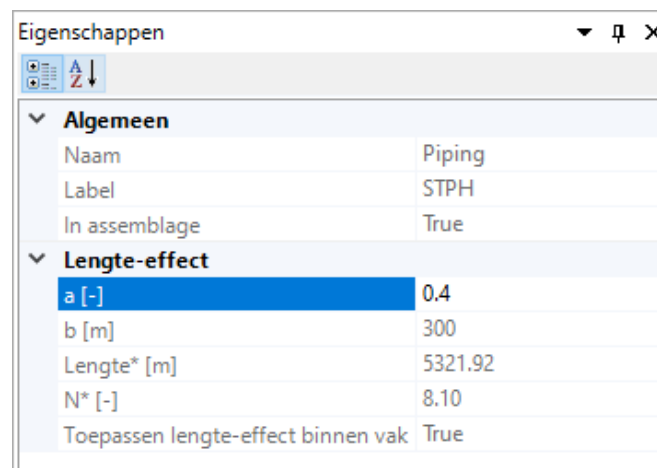 Eigenschappen
Algemeen
Naam Piping
Label STPH
In assemblage True
Lengte-effect
a [-] 0.4
b [m] 300
Lengte* [m] 5321.92
N* [-] 8.10
Toepassen lengte-effect binnen vak True